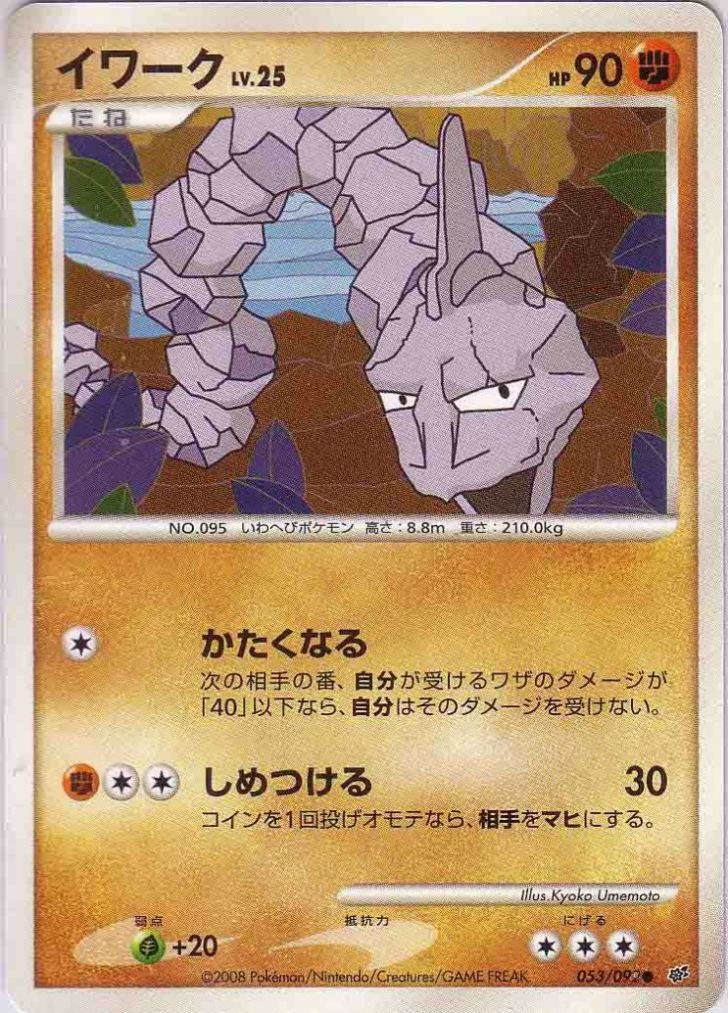 イワーク LV.25 HP 90
たね
NO.095 いわへびポケモン 高さ:8.8m 重さ:210.0kg
かたくなる
次の相手の番、自分が受けるワザのダメージが
「40」以下なら、自分はそのダメージを受けない。
しめつける 30
コインを1回投げオモテなら、相手をマヒにする。
Illus.Kyoko Umemoto
弱点 抵抗力 にげる
+20
©2008 Pokémon/Nintendo/Creatures/GAME FREAK. 053/092●